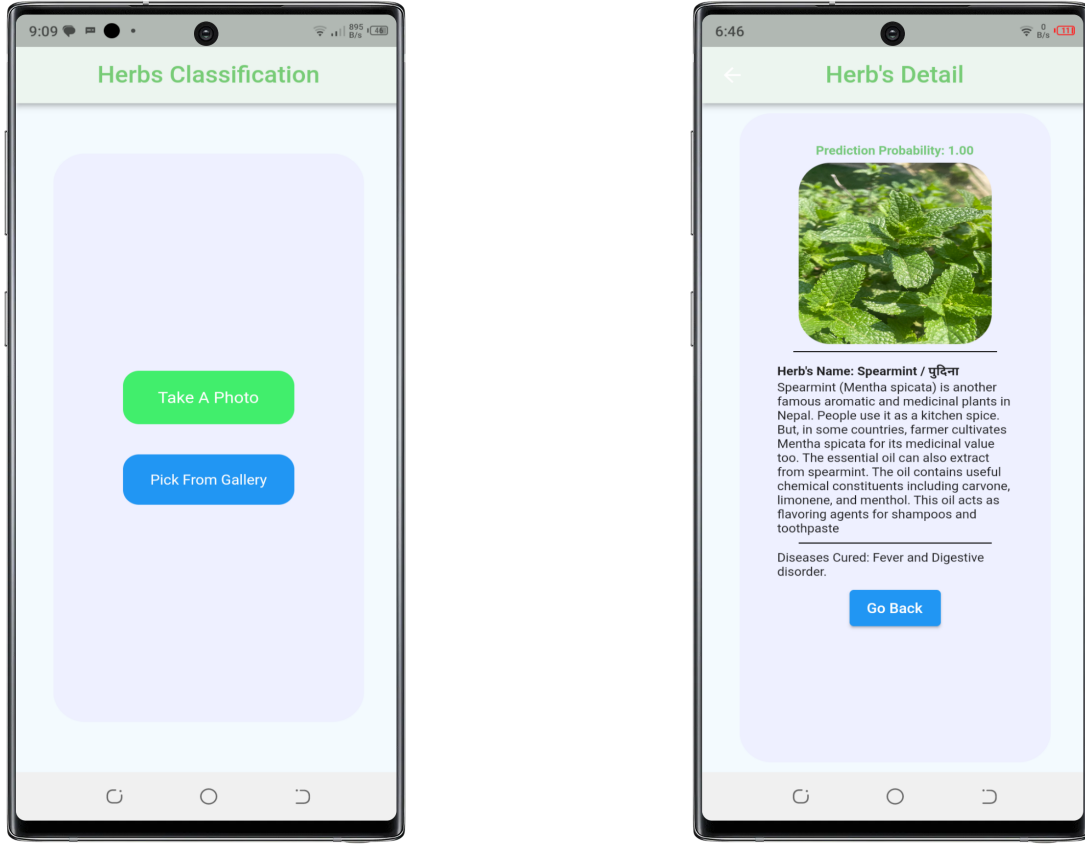 9:09
895
B/s
46
Herbs Classification
Take A Photo
Pick From Gallery
6:46
0
B/s
11
Herb's Detail
Prediction Probability: 1.00
Herb's Name: Spearmint / पुदिना
Spearmint (Mentha spicata) is another
famous aromatic and medicinal plants in
Nepal. People use it as a kitchen spice.
But, in some countries, farmer cultivates
Mentha spicata for its medicinal value
too. The essential oil can also extract
from spearmint. The oil contains useful
chemical constituents including carvone,
limonene, and menthol. This oil acts as
flavoring agents for shampoos and
toothpaste
Diseases Cured: Fever and Digestive
disorder.
Go Back